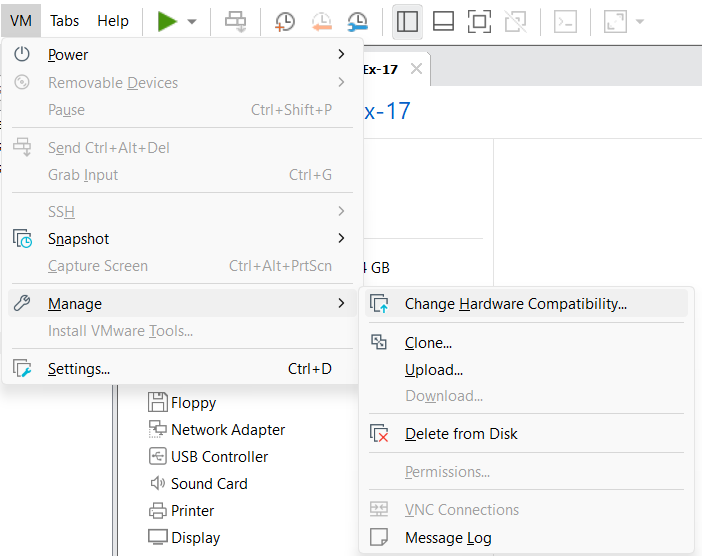 VM Tabs Help
Power
Ex-17
Removable Devices
x-17
Pause Ctrl+Shift+P
Send Ctrl+Alt+Del
Grab Input Ctrl+G
SSH
Snapshot
Capture Screen Ctrl+Alt+PrtScn
4 GB
Manage
Change Hardware Compatibility...
Install VMware Tools...
Clone...
Settings... Ctrl+D
Upload...
Download...
Floppy
Network Adapter
Delete from Disk
USB Controller
Permissions...
Sound Card
Printer
VNC Connections
Display
Message Log